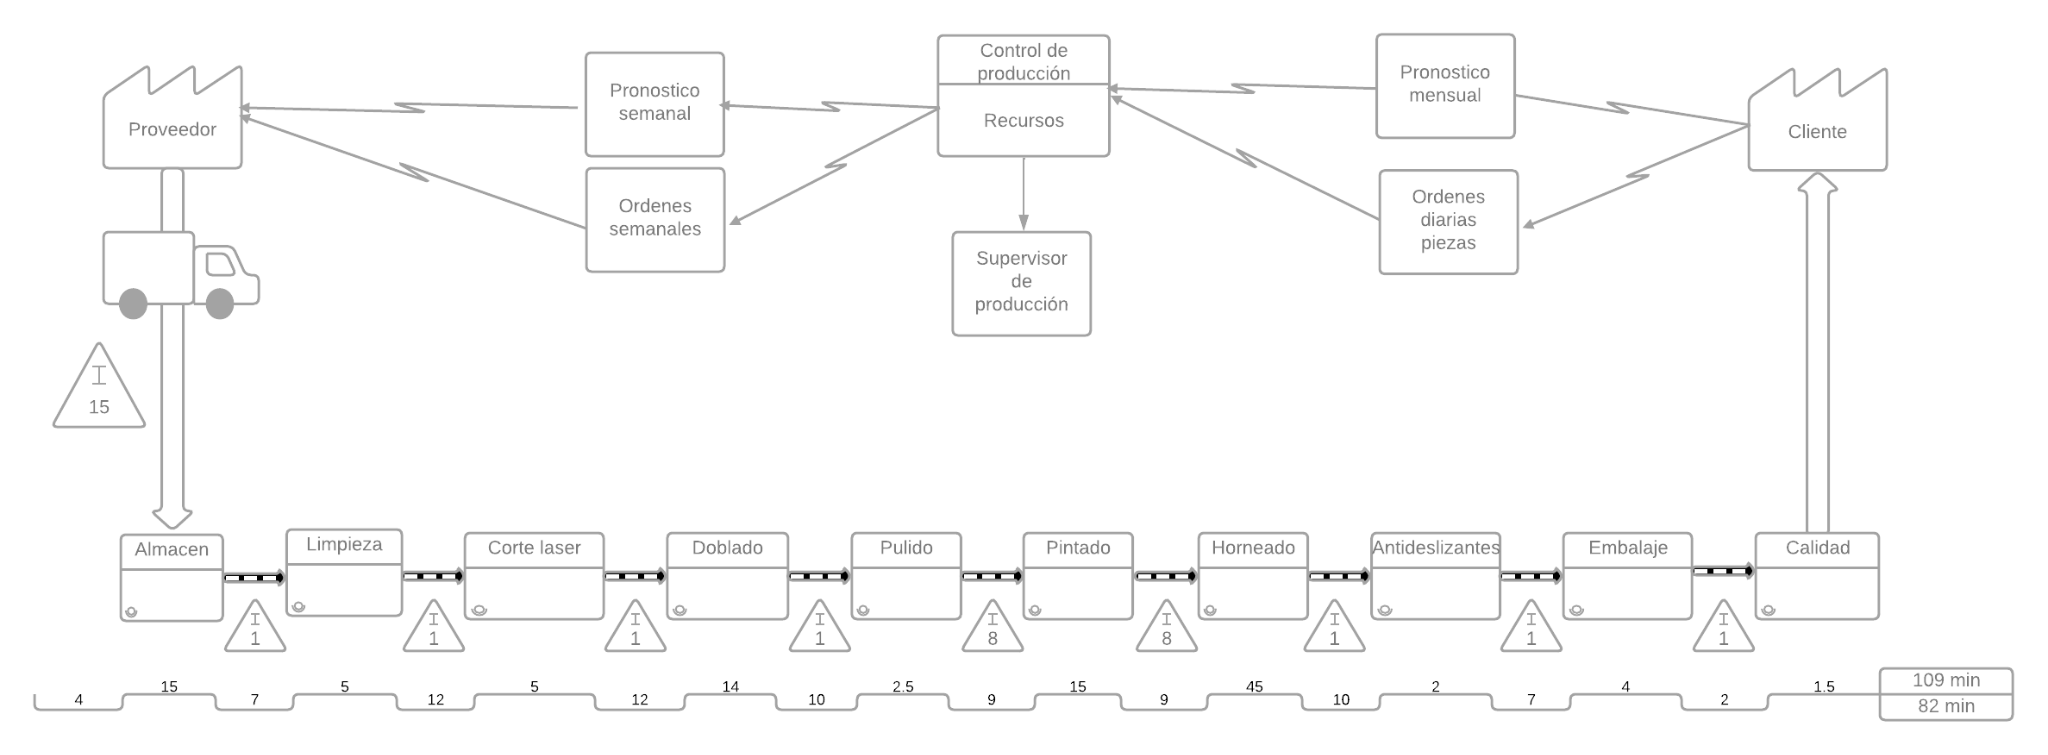 Control de
producción
Recursos
Pronostico
semanal
Pronostico
mensual
Proveedor
Cliente
Ordenes
semanales
Ordenes
diarias
piezas
Supervisor
de
producción
I
15
Almacen
Limpieza
Corte laser
Doblado
Pulido
Pintado
Horneado
Antideslizantes
Embalaje
Calidad
I
1
I
1
I
1
I
1
I
8
I
8
I
1
I
1
I
1
4
15
7
5
12
5
12
14
10
2.5
9
15
9
45
10
2
7
4
2
1.5
109 min
82 min